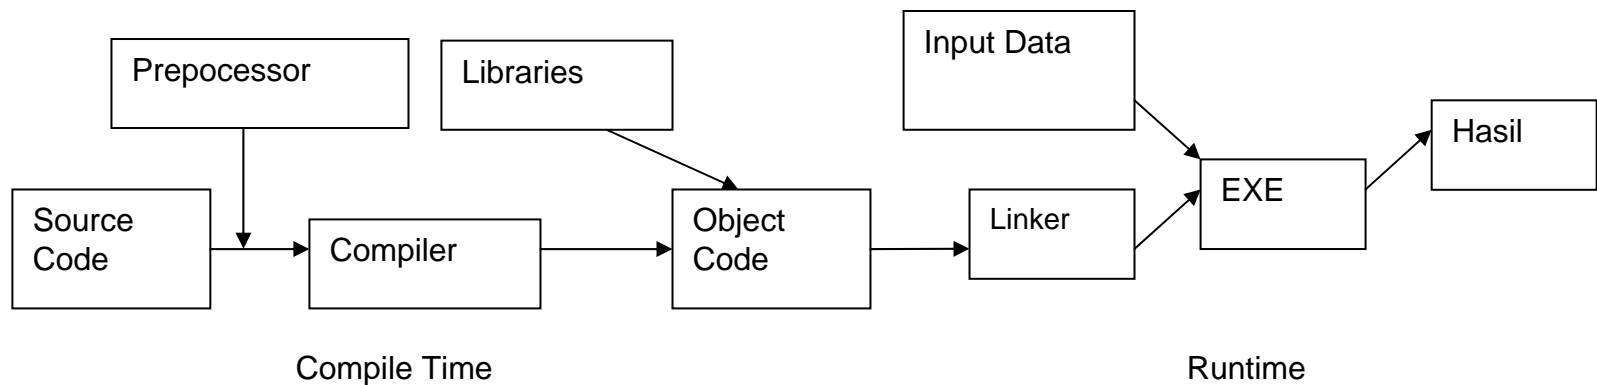 Prepocessor
Libraries
Input Data
Hasil
Source
Code
Compiler
Object
Code
Linker
EXE
Compile Time
Runtime